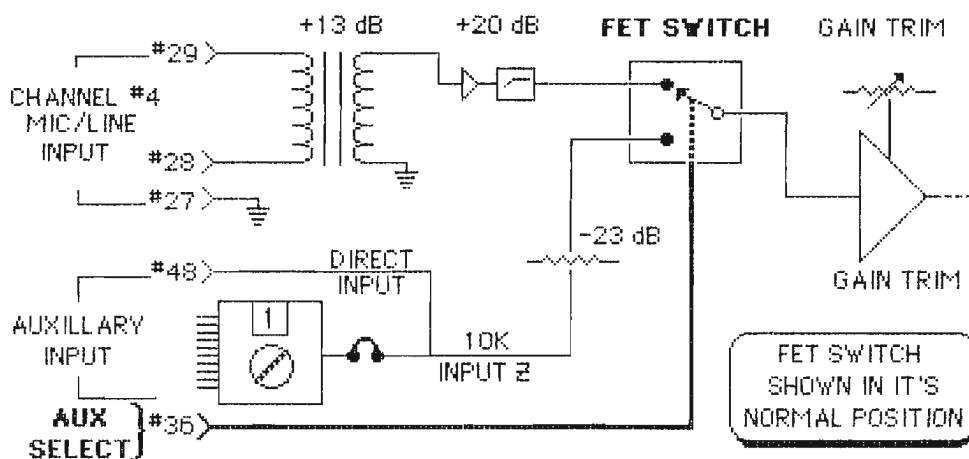 +13 dB
+20 dB
FET SWITCH
GAIN TRIM
#29
CHANNEL #4
MIC/LINE
INPUT
#28
#27
-23 dB
#48
DIRECT
INPUT
GAIN TRIM
1
AUXILLARY
INPUT
10K
INPUT Z
FET SWITCH
SHOWN IN IT'S
NORMAL POSITION
AUX
SELECT
#36